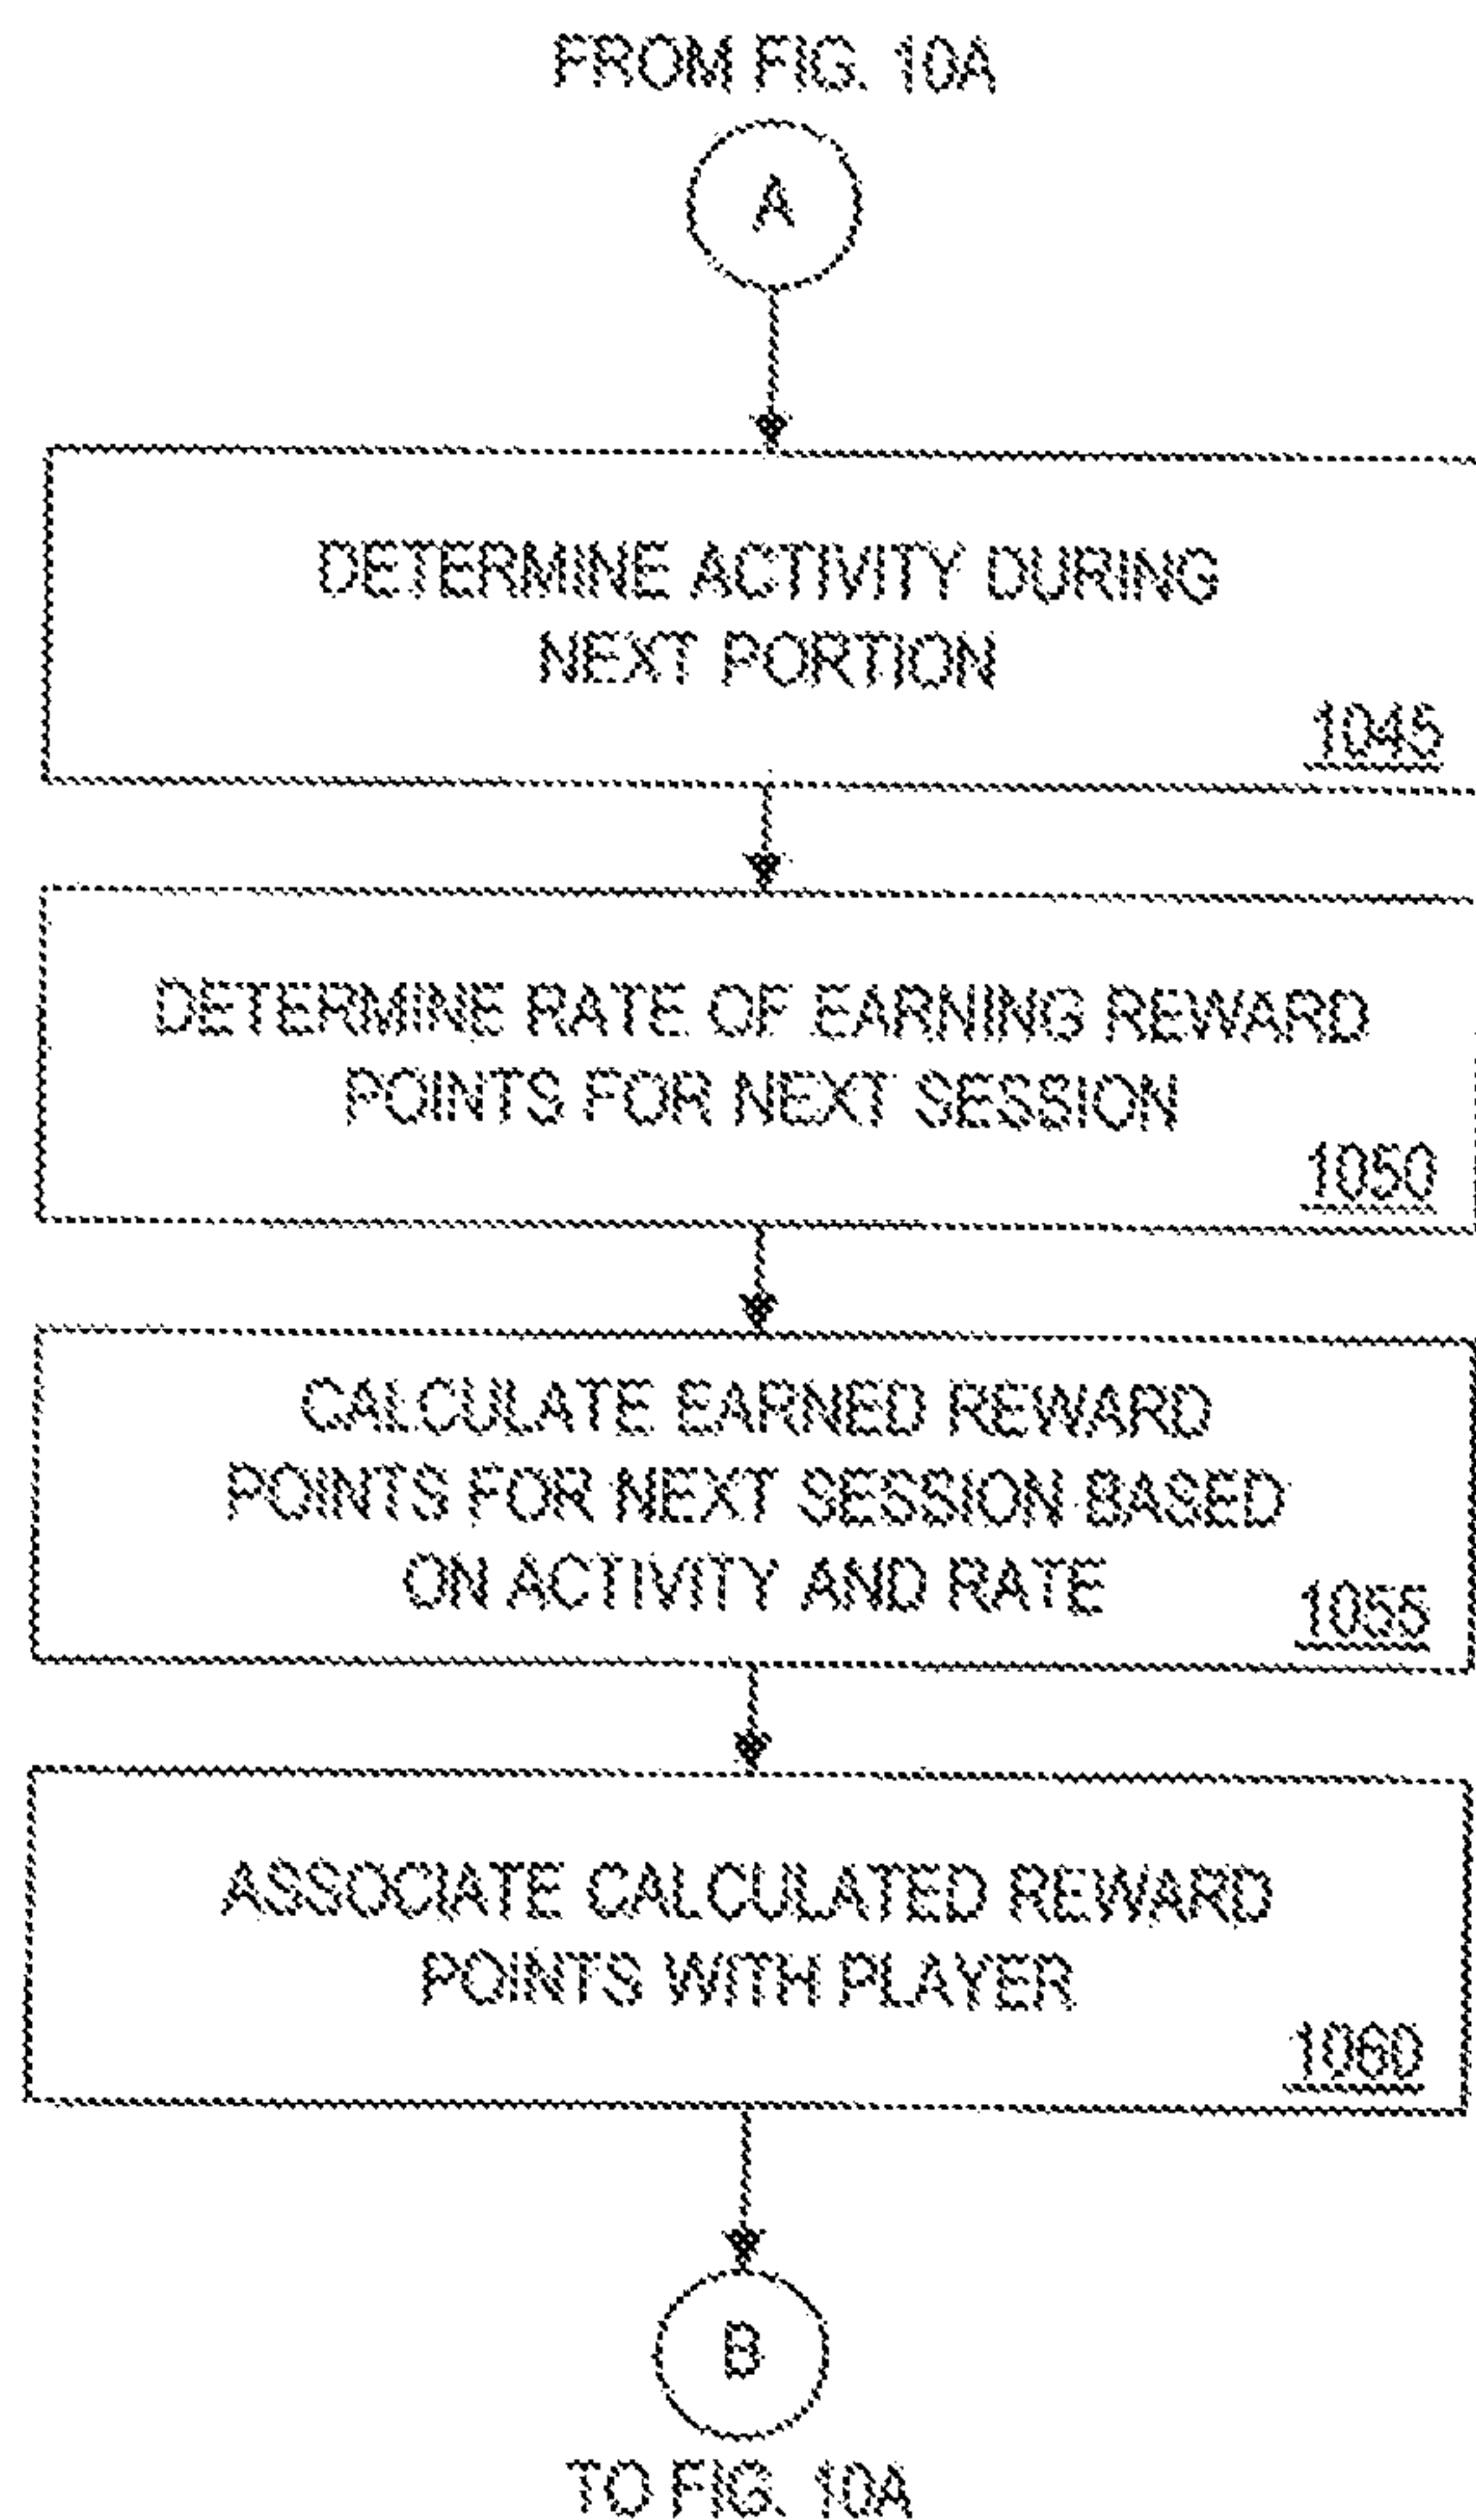 FROM FIG. 10A
A
DETERMINE ACTIVITY DURING
NEXT PORTION
1045
DETERMINE RATE OF EARNING REWARD
POINTS FOR NEXT SESSION
1050
CALCULATE EARNED REWARD
POINTS FOR NEXT SESSION BASED
ON ACTIVITY AND RATE
1055
ASSOCIATE CALCULATED REWARD
POINTS WITH PLAYER
1060
B
TO FIG. 10A